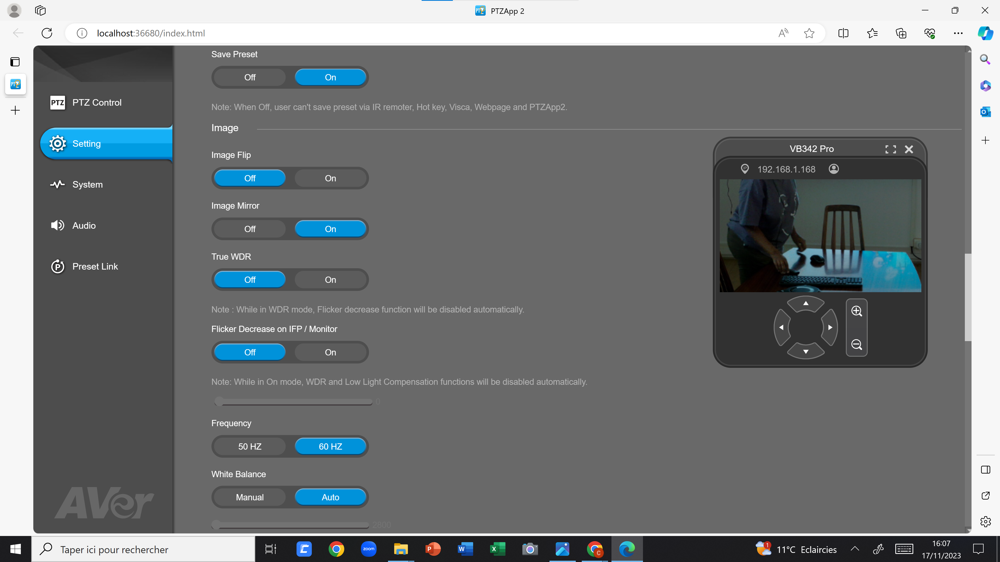 PTZApp 2
localhost:36680/index.html
Save Preset
Off On
Note: When Off, user can't save preset via IR remoter, Hot key, Visca, Webpage and PTZApp2.
PTZ PTZ Control
Setting
System
Audio
Preset Link
AVer
Image
Image Flip
Off On
Image Mirror
Off On
True WDR
Off On
Note : While in WDR mode, Flicker decrease function will be disabled automatically.
Flicker Decrease on IFP / Monitor
Off On
Note: While in On mode, WDR and Low Light Compensation functions will be disabled automatically.
0
Frequency
50 HZ 60 HZ
White Balance
Manual Auto
2800
VB342 Pro
IP 192.168.1.168
Taper ici pour rechercher
zoom
1
11°C Eclaircies
16:07
17/11/2023